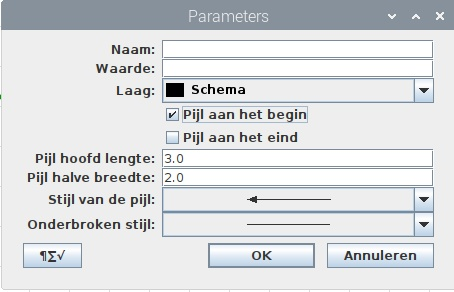 Parameters
Naam:
Waarde:
Laag: Schema
Pijl aan het begin
Pijl aan het eind
Pijl hoofd lengte: 3.0
Pijl halve breedte: 2.0
Stijl van de pijl:
Onderbroken stijl:
¶∑√ OK Annuleren